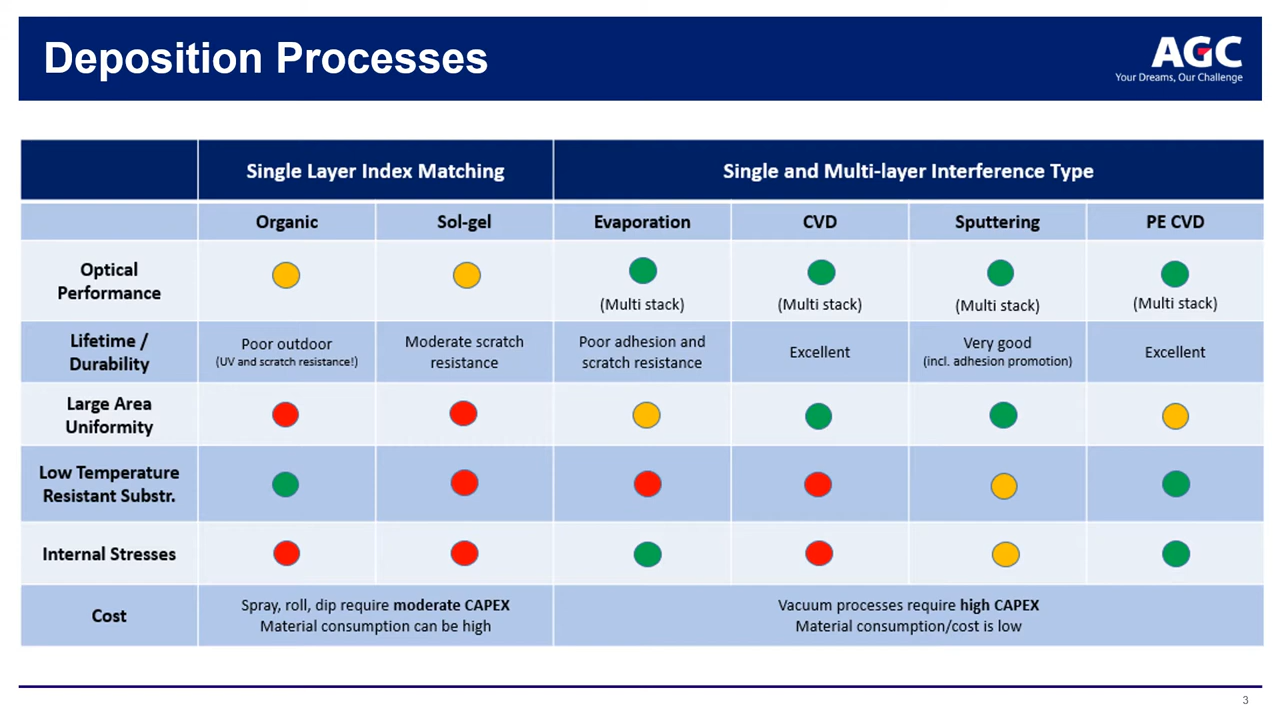 Deposition Processes
AGC
Your Dreams, Our Challenge
Single Layer Index Matching
Single and Multi-layer Interference Type
Organic
Sol-gel
Evaporation
CVD
Sputtering
PE CVD
Optical
Performance
(Multi stack)
(Multi stack)
(Multi stack)
(Multi stack)
Lifetime /
Durability
Poor outdoor
(UV and scratch resistance!)
Moderate scratch
resistance
Poor adhesion and
scratch resistance
Excellent
Very good
(incl. adhesion promotion)
Excellent
Large Area
Uniformity
Low Temperature
Resistant Substr.
Internal Stresses
Cost
Spray, roll, dip require moderate CAPEX
Material consumption can be high
Vacuum processes require high CAPEX
Material consumption/cost is low
3